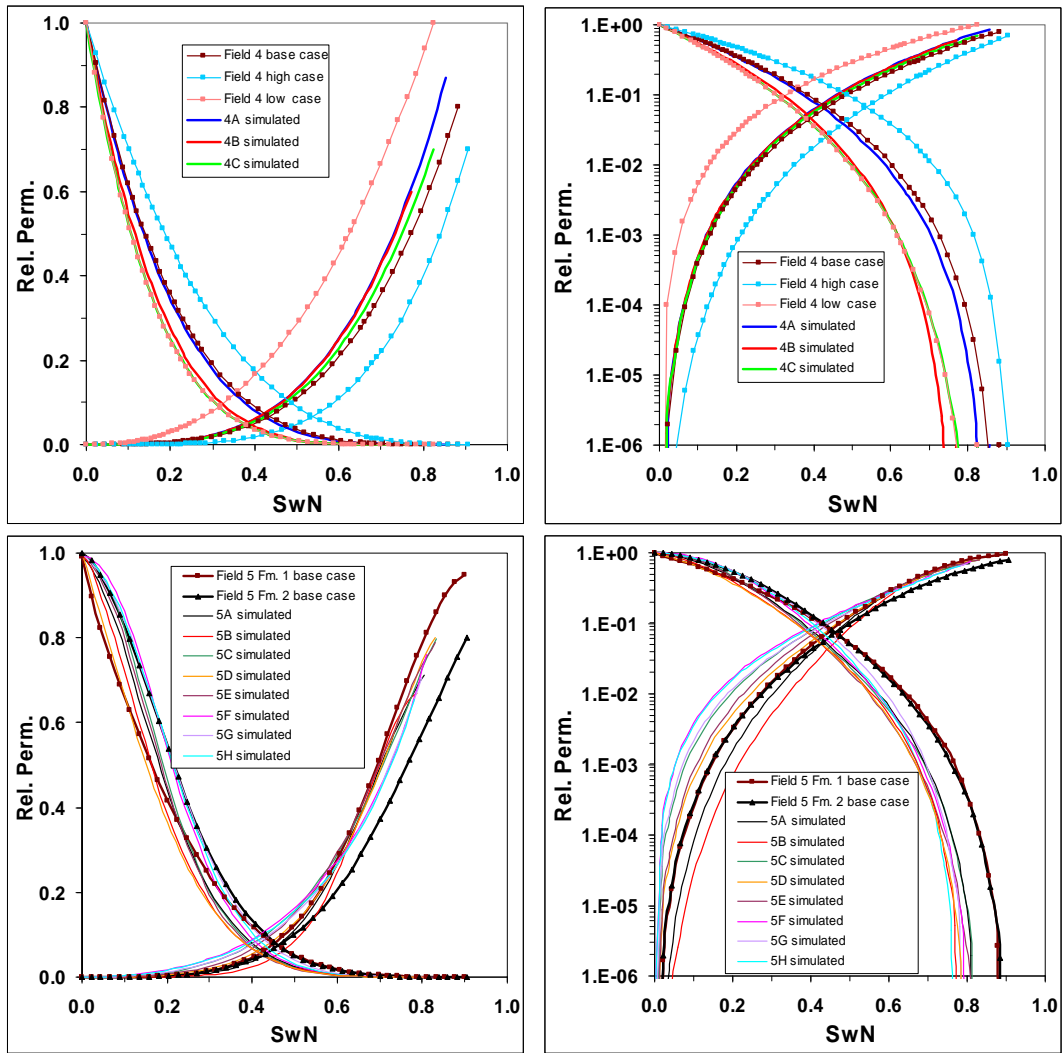 1.0
0.8
0.6
0.4
0.2
0.0
Rel. Perm.
0.0 0.2 0.4 0.6 0.8 1.0
SwN
Field 4 base case
Field 4 high case
Field 4 low case
4A simulated
4B simulated
4C simulated
1.E+00
1.E-01
1.E-02
1.E-03
1.E-04
1.E-05
1.E-06
Rel. Perm.
0.0 0.2 0.4 0.6 0.8 1.0
SwN
Field 4 base case
Field 4 high case
Field 4 low case
4A simulated
4B simulated
4C simulated
1.0
0.8
0.6
0.4
0.2
0.0
Rel. Perm.
0.0 0.2 0.4 0.6 0.8 1.0
SwN
Field 5 Fm. 1 base case
Field 5 Fm. 2 base case
5A simulated
5B simulated
5C simulated
5D simulated
5E simulated
5F simulated
5G simulated
5H simulated
1.E+00
1.E-01
1.E-02
1.E-03
1.E-04
1.E-05
1.E-06
Rel. Perm.
0.0 0.2 0.4 0.6 0.8 1.0
SwN
Field 5 Fm. 1 base case
Field 5 Fm. 2 base case
5A simulated
5B simulated
5C simulated
5D simulated
5E simulated
5F simulated
5G simulated
5H simulated